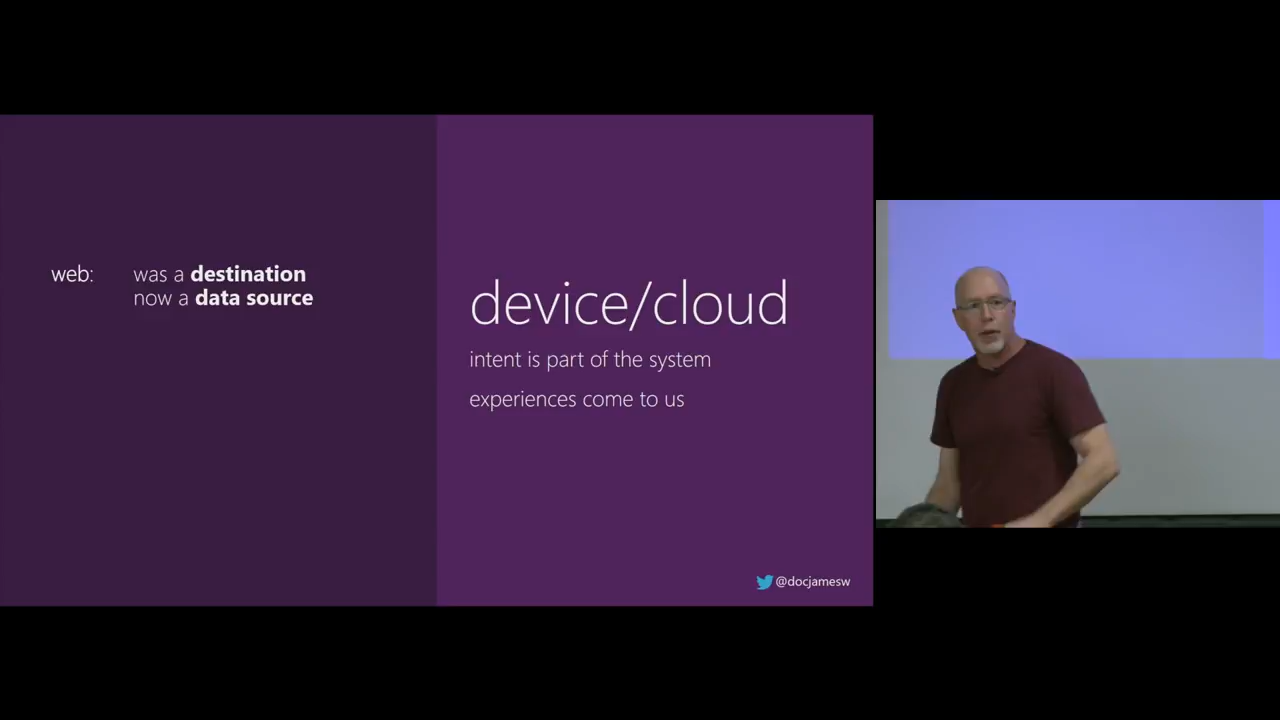 web: was a destination
now a data source
device/cloud
intent is part of the system
experiences come to us
@docjamesw